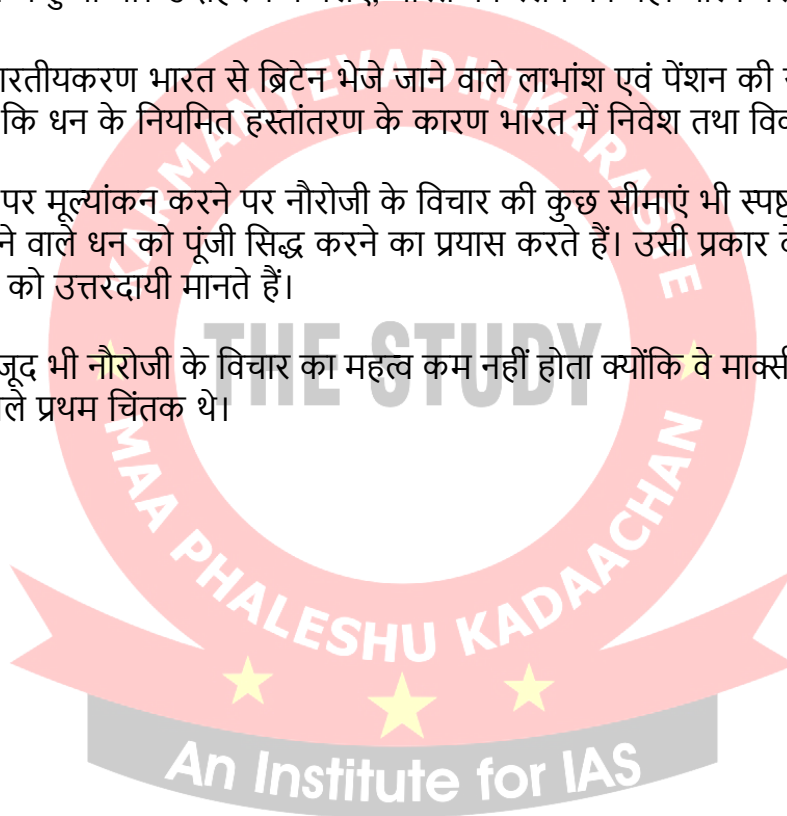 भारतीयकरण भारत से ब्रिटेन भेजे जाने वाले लाभांश एवं पेंशन की
कि धन के नियमित हस्तांतरण के कारण भारत में निवेश तथा
पर मूल्यांकन करने पर नौरोजी के विचार की कुछ सीमाएं भी स्पष्ट
वाले धन को पूंजी सिद्ध करने का प्रयास करते हैं। उसी प्रकार
को उत्तरदायी मानते हैं।
भी नौरोजी के विचार का महत्व कम नहीं होता क्योंकि वे
प्रथम चिंतक थे।
KARMANYEVADHIKARASTE
THE STUDY
MAA PHALESHU KADAACHAN
An Institute for IAS